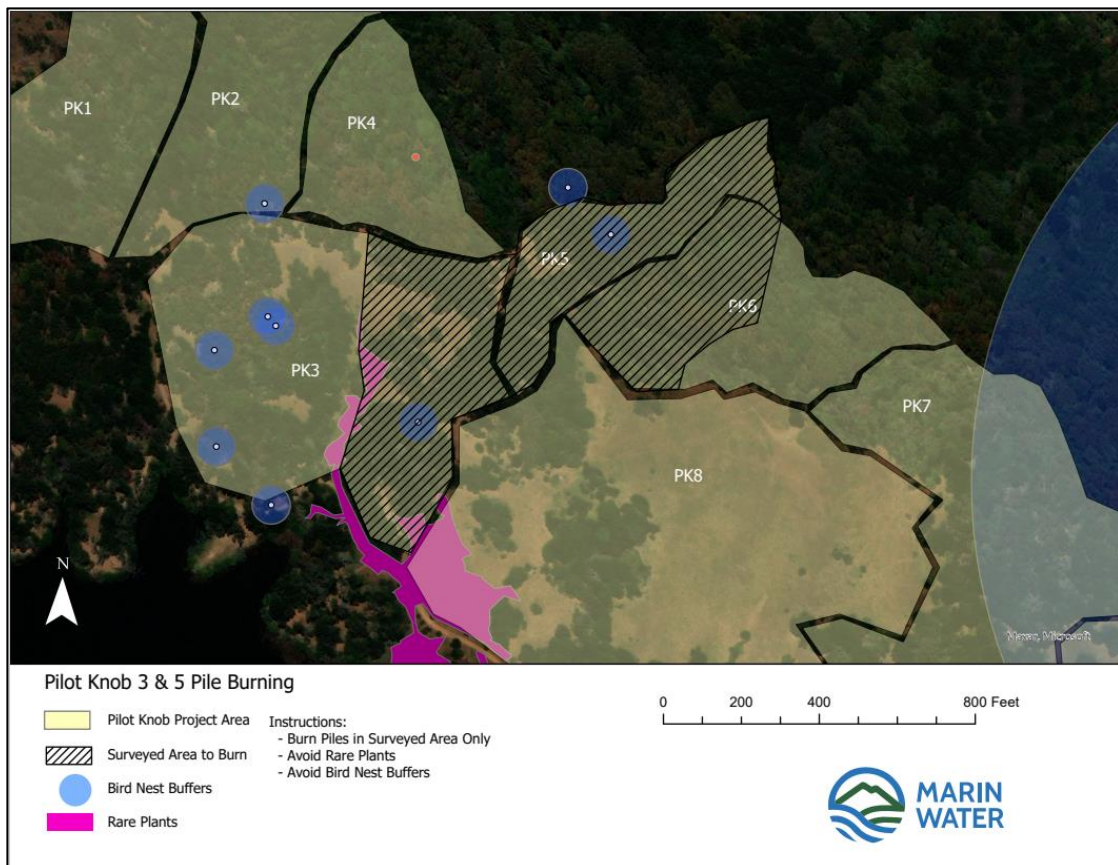 PK1
PK2
PK4
PK5
PK6
PK3
PK7
PK8
N
Maxar, Microsoft
Pilot Knob 3 & 5 Pile Burning
Pilot Knob Project Area
Surveyed Area to Burn
Bird Nest Buffers
Rare Plants
Instructions:
- Burn Piles in Surveyed Area Only
- Avoid Rare Plants
- Avoid Bird Nest Buffers
0 200 400 800 Feet
MARIN
WATER